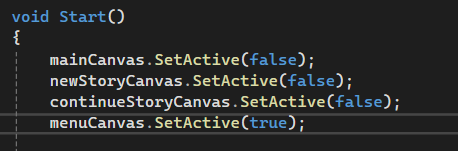 void Start()
{
mainCanvas.SetActive(false);
newStoryCanvas.SetActive(false);
continueStoryCanvas.SetActive(false);
menuCanvas.SetActive(true);